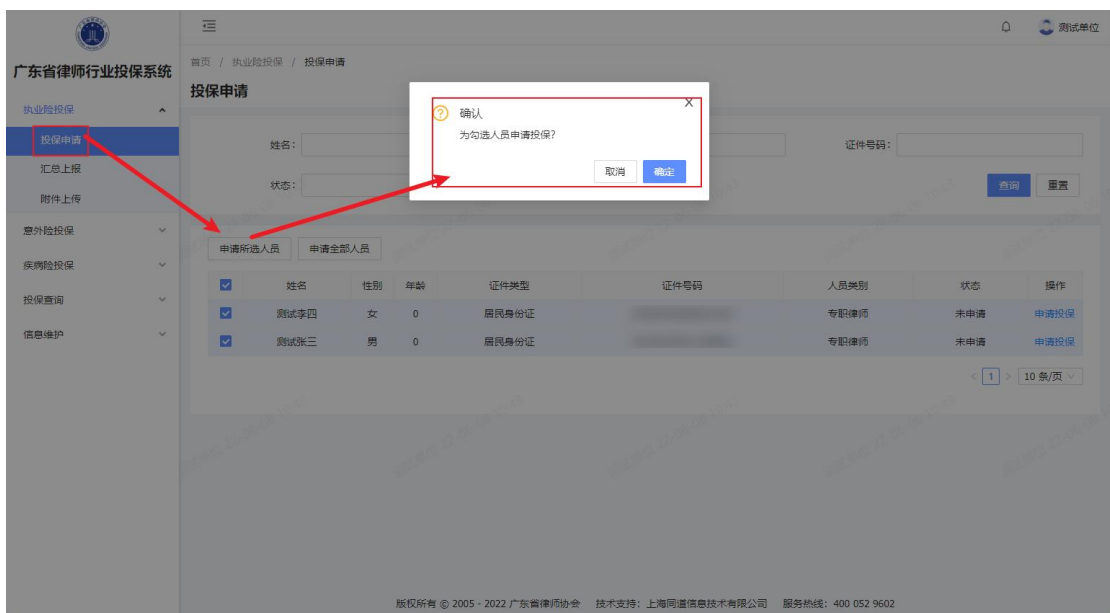 测试单位
广东省律师行业投保系统
首页 / 执业险投保 / 投保申请
投保申请
执业险投保
投保申请
汇总上报
附件上传
意外险投保
疾病险投保
投保查询
信息维护
姓名:
证件号码:
状态:
查询 重置
确认
X
为勾选人员申请投保?
取消 确定
申请所选人员 申请全部人员
姓名 性别 年龄 证件类型 证件号码 人员类别 状态 操作
测试李四 女 0 居民身份证 专职律师 未申请 申请投保
测试张三 男 0 居民身份证 专职律师 未申请 申请投保
< 1 > 10 条/页
版权所有 © 2005 - 2022 广东省律师协会 技术支持：上海同道信息技术有限公司 服务热线：400 052 9602